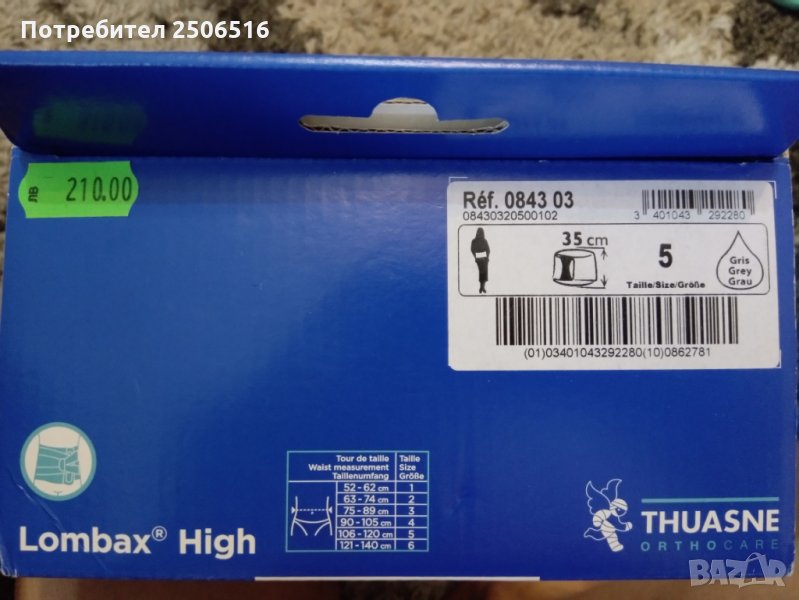 Потребител 2506516
лв 210.00
Réf. 0843 03
08430320500102
3 401043 292280
35 cm
5
Taille/Size/Größe
Gris
Grey
Grau
(01)03401043292280(10)0862781
Tour de taille
Waist measurement
Taillenumfang
Taille
Size
Größe
52 - 62 cm 1
63 - 74 cm 2
75 - 89 cm 3
90 - 105 cm 4
106 - 120 cm 5
121 - 140 cm 6
Lombax® High
THUASNE
ORTHOCARE
BAZAR